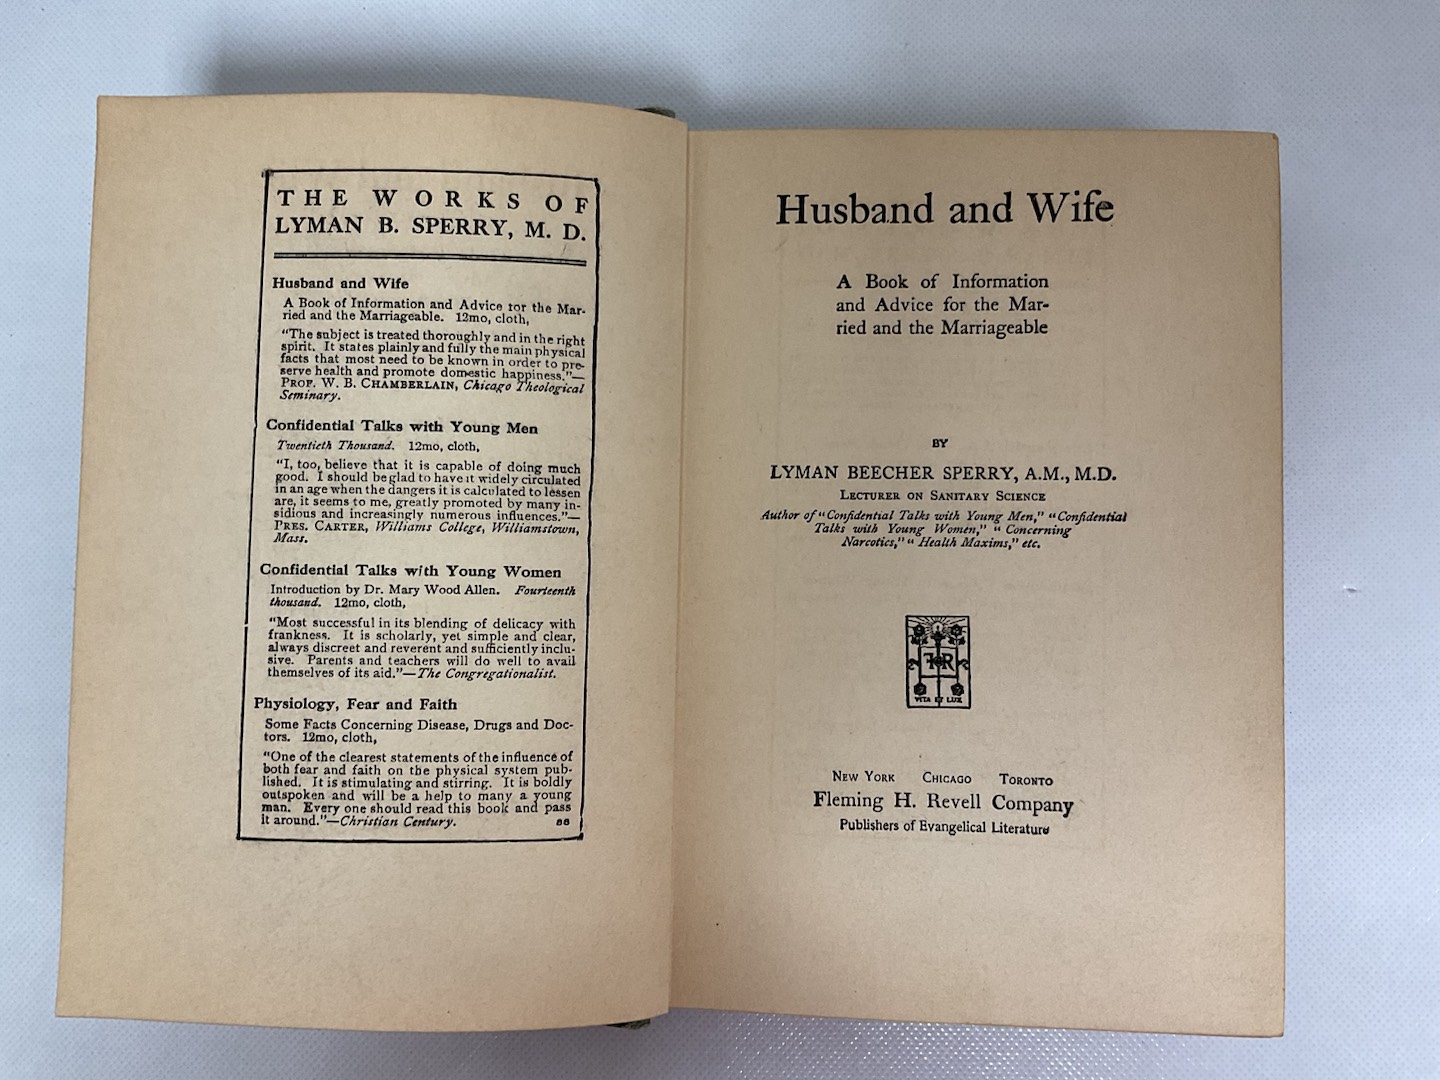 THE WORKS OF
LYMAN B. SPERRY, M. D.
Husband and Wife
A Book of Information and Advice for the Mar-
ried and the Marriageable. 12mo, cloth,
"The subject is treated thoroughly and in the right
spirit. It states plainly and fully the main physical
facts that most need to be known in order to pre-
serve health and promote domestic happiness."—
PROF. W. B. CHAMBERLAIN, Chicago Theological
Seminary.
Confidential Talks with Young Men
Twentieth Thousand. 12mo, cloth,
"I, too, believe that it is capable of doing much
good. I should be glad to have it widely circulated
in an age when the dangers it is calculated to lessen
are, it seems to me, greatly promoted by many in-
sidious and increasingly numerous influences."—
PRES. CARTER, Williams College, Williamstown,
Mass.
Confidential Talks with Young Women
Introduction by Dr. Mary Wood Allen. Fourteenth
thousand. 12mo, cloth,
"Most successful in its blending of delicacy with
frankness. It is scholarly, yet simple and clear,
always discreet and reverent and sufficiently inclu-
sive. Parents and teachers will do well to avail
themselves of its aid."—The Congregationalist.
Physiology, Fear and Faith
Some Facts Concerning Disease, Drugs and Doc-
tors. 12mo, cloth,
"One of the clearest statements of the influence of
both fear and faith on the physical system pub-
lished. It is stimulating and stirring. It is boldly
outspoken and will be a help to many a young
man. Every one should read this book and pass
it around."—Christian Century.
Husband and Wife
A Book of Information
and Advice for the Mar-
ried and the Marriageable
BY
LYMAN BEECHER SPERRY, A.M., M.D.
LECTURER ON SANITARY SCIENCE
Author of "Confidential Talks with Young Men," "Confidential
Talks with Young Women," "Concerning
Narcotics," "Health Maxims," etc.
FHR
VITA ET LUX
NEW YORK CHICAGO TORONTO
Fleming H. Revell Company
Publishers of Evangelical Literature